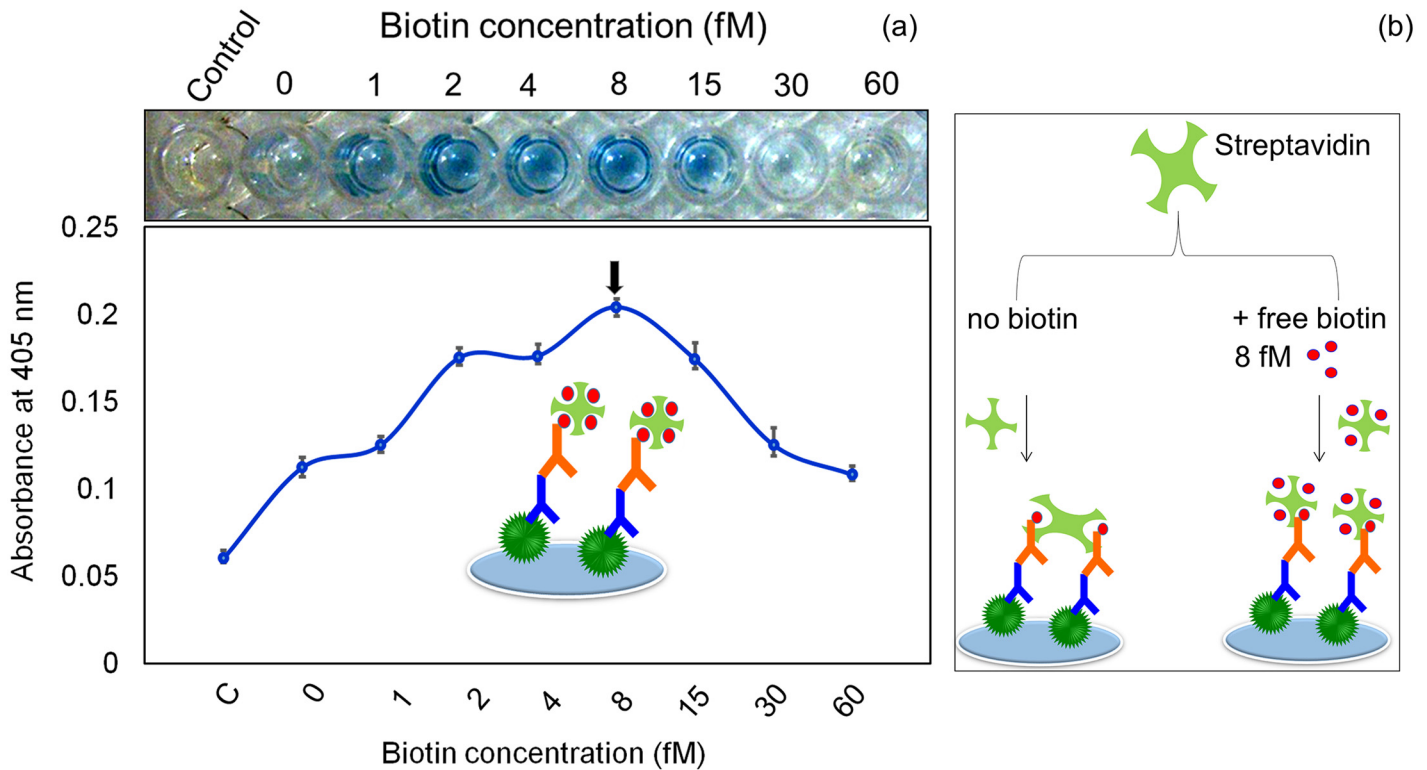 Biotin concentration (fM)
(a)
Control
0 1 2 4 8 15 30 60
0.25
0.2
0.15
0.1
0.05
0
Absorbance at 405 nm
C 0 1 2 4 8 15 30 60
Biotin concentration (fM)
(b)
Streptavidin
no biotin
+ free biotin
8 fM